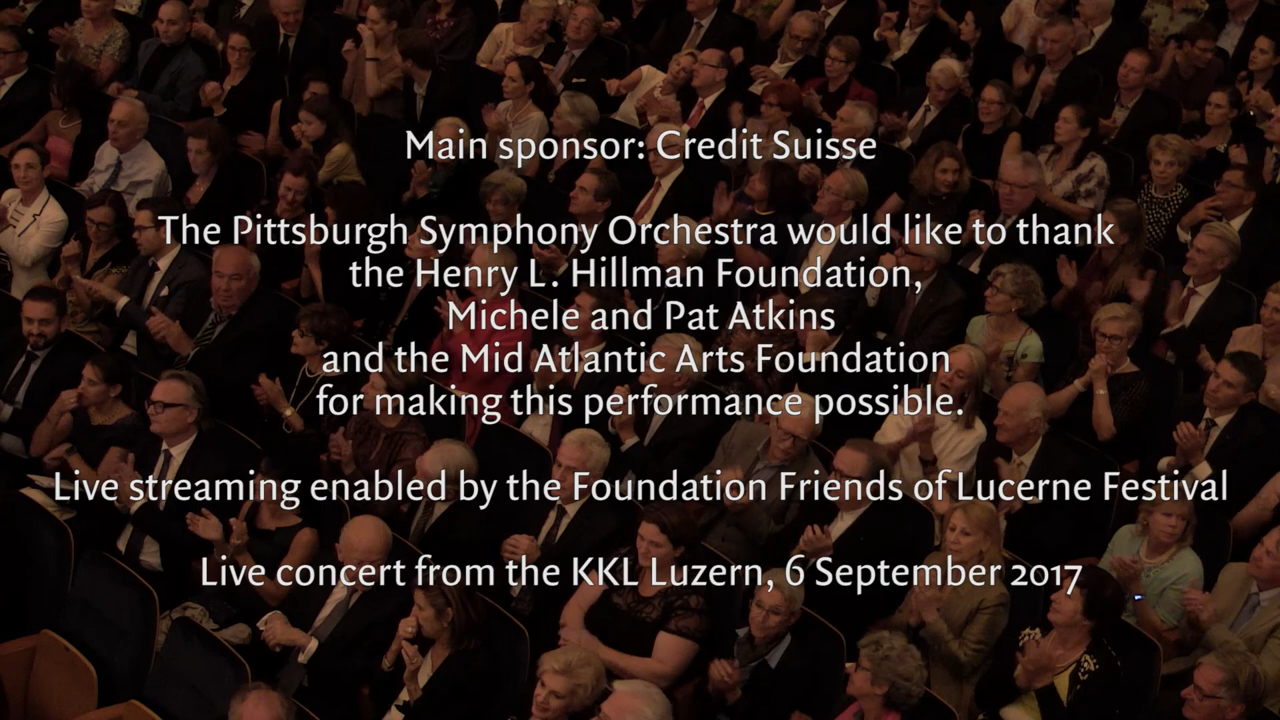 Main sponsor: Credit Suisse
The Pittsburgh Symphony Orchestra would like to thank
the Henry L. Hillman Foundation,
Michele and Pat Atkins
and the Mid Atlantic Arts Foundation
for making this performance possible.
Live streaming enabled by the Foundation Friends of Lucerne Festival
Live concert from the KKL Luzern, 6 September 2017